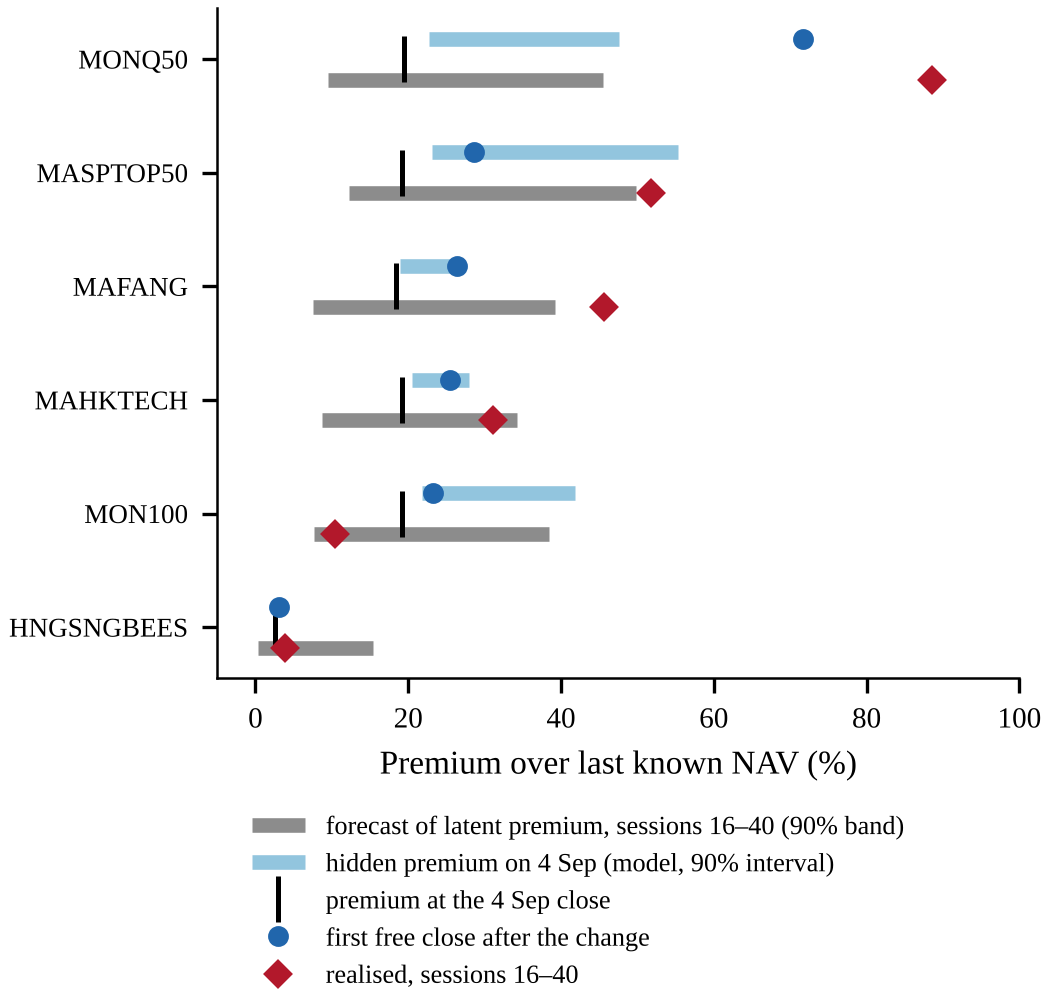 MONQ50
MASPTOP50
MAFANG
MAHKTECH
MON100
HNGSNGBEES
0 20 40 60 80 100
Premium over last known NAV (%)
forecast of latent premium, sessions 16–40 (90% band)
hidden premium on 4 Sep (model, 90% interval)
premium at the 4 Sep close
first free close after the change
realised, sessions 16–40